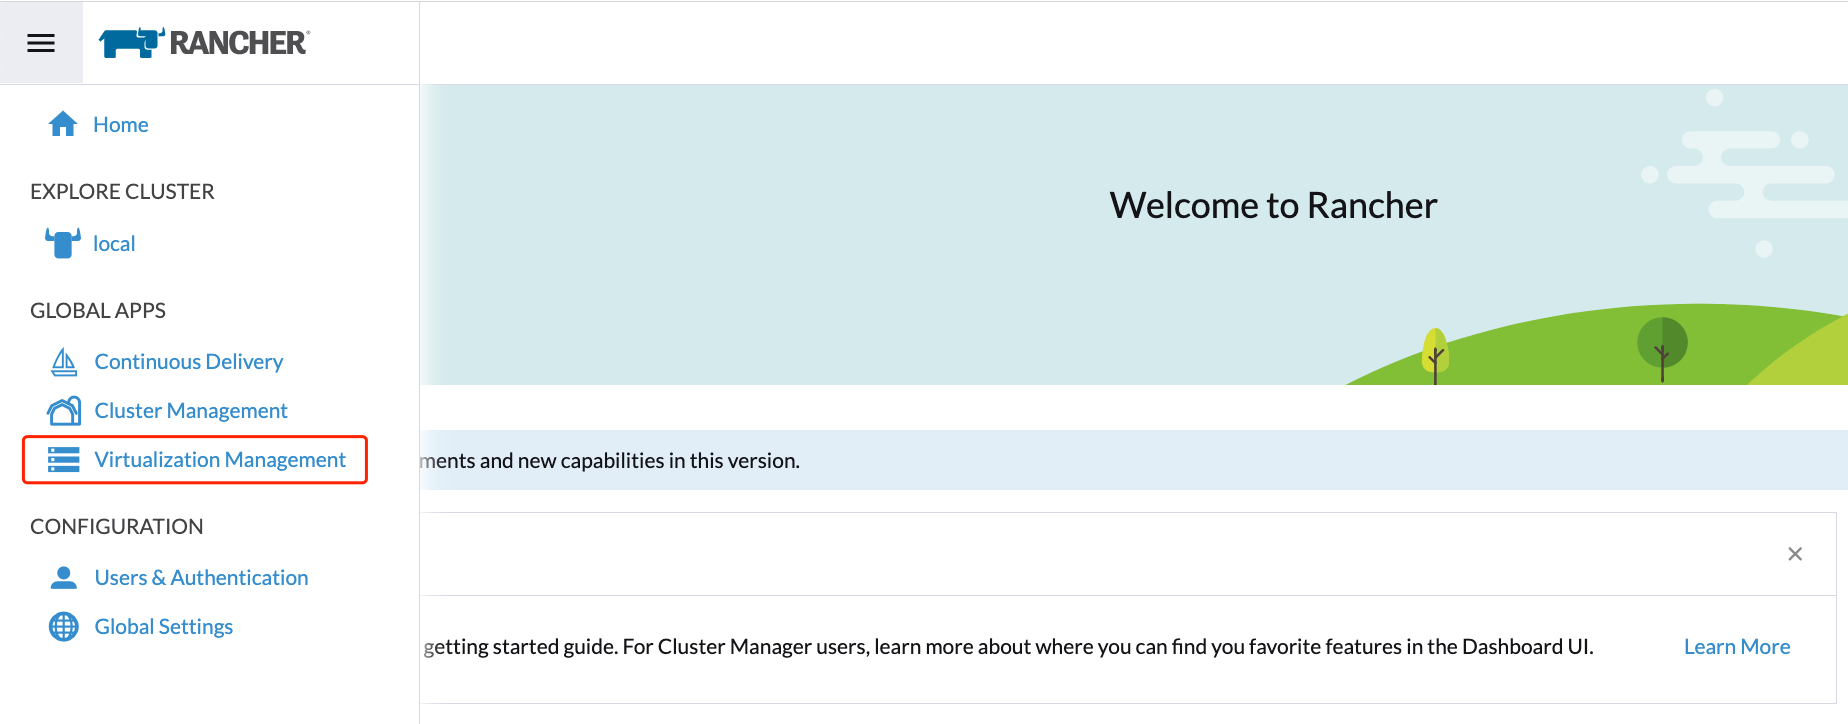 RANCHER
Home
EXPLORE CLUSTER
local
GLOBAL APPS
Continuous Delivery
Cluster Management
Virtualization Management
CONFIGURATION
Users & Authentication
Global Settings
Welcome to Rancher
ments and new capabilities in this version.
getting started guide. For Cluster Manager users, learn more about where you can find you favorite features in the Dashboard UI.
Learn More